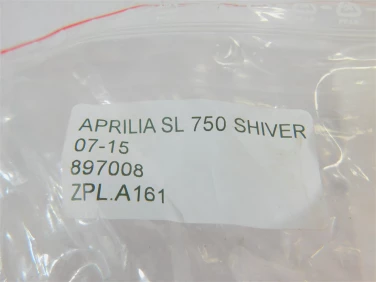 APRILIA SL 750 SHIVER
07-15
897008
ZPL.A161